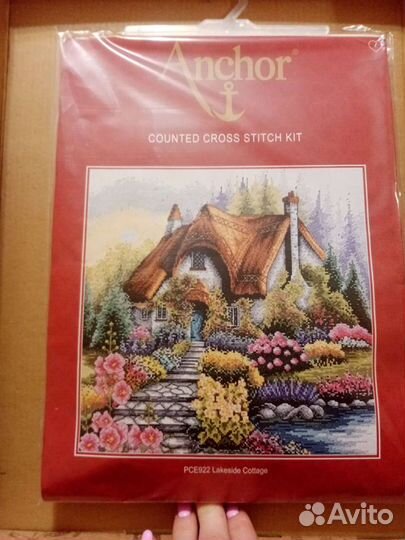 Anchor
COUNTED CROSS STITCH KIT
PCE922 Lakeside Cottage
Avito